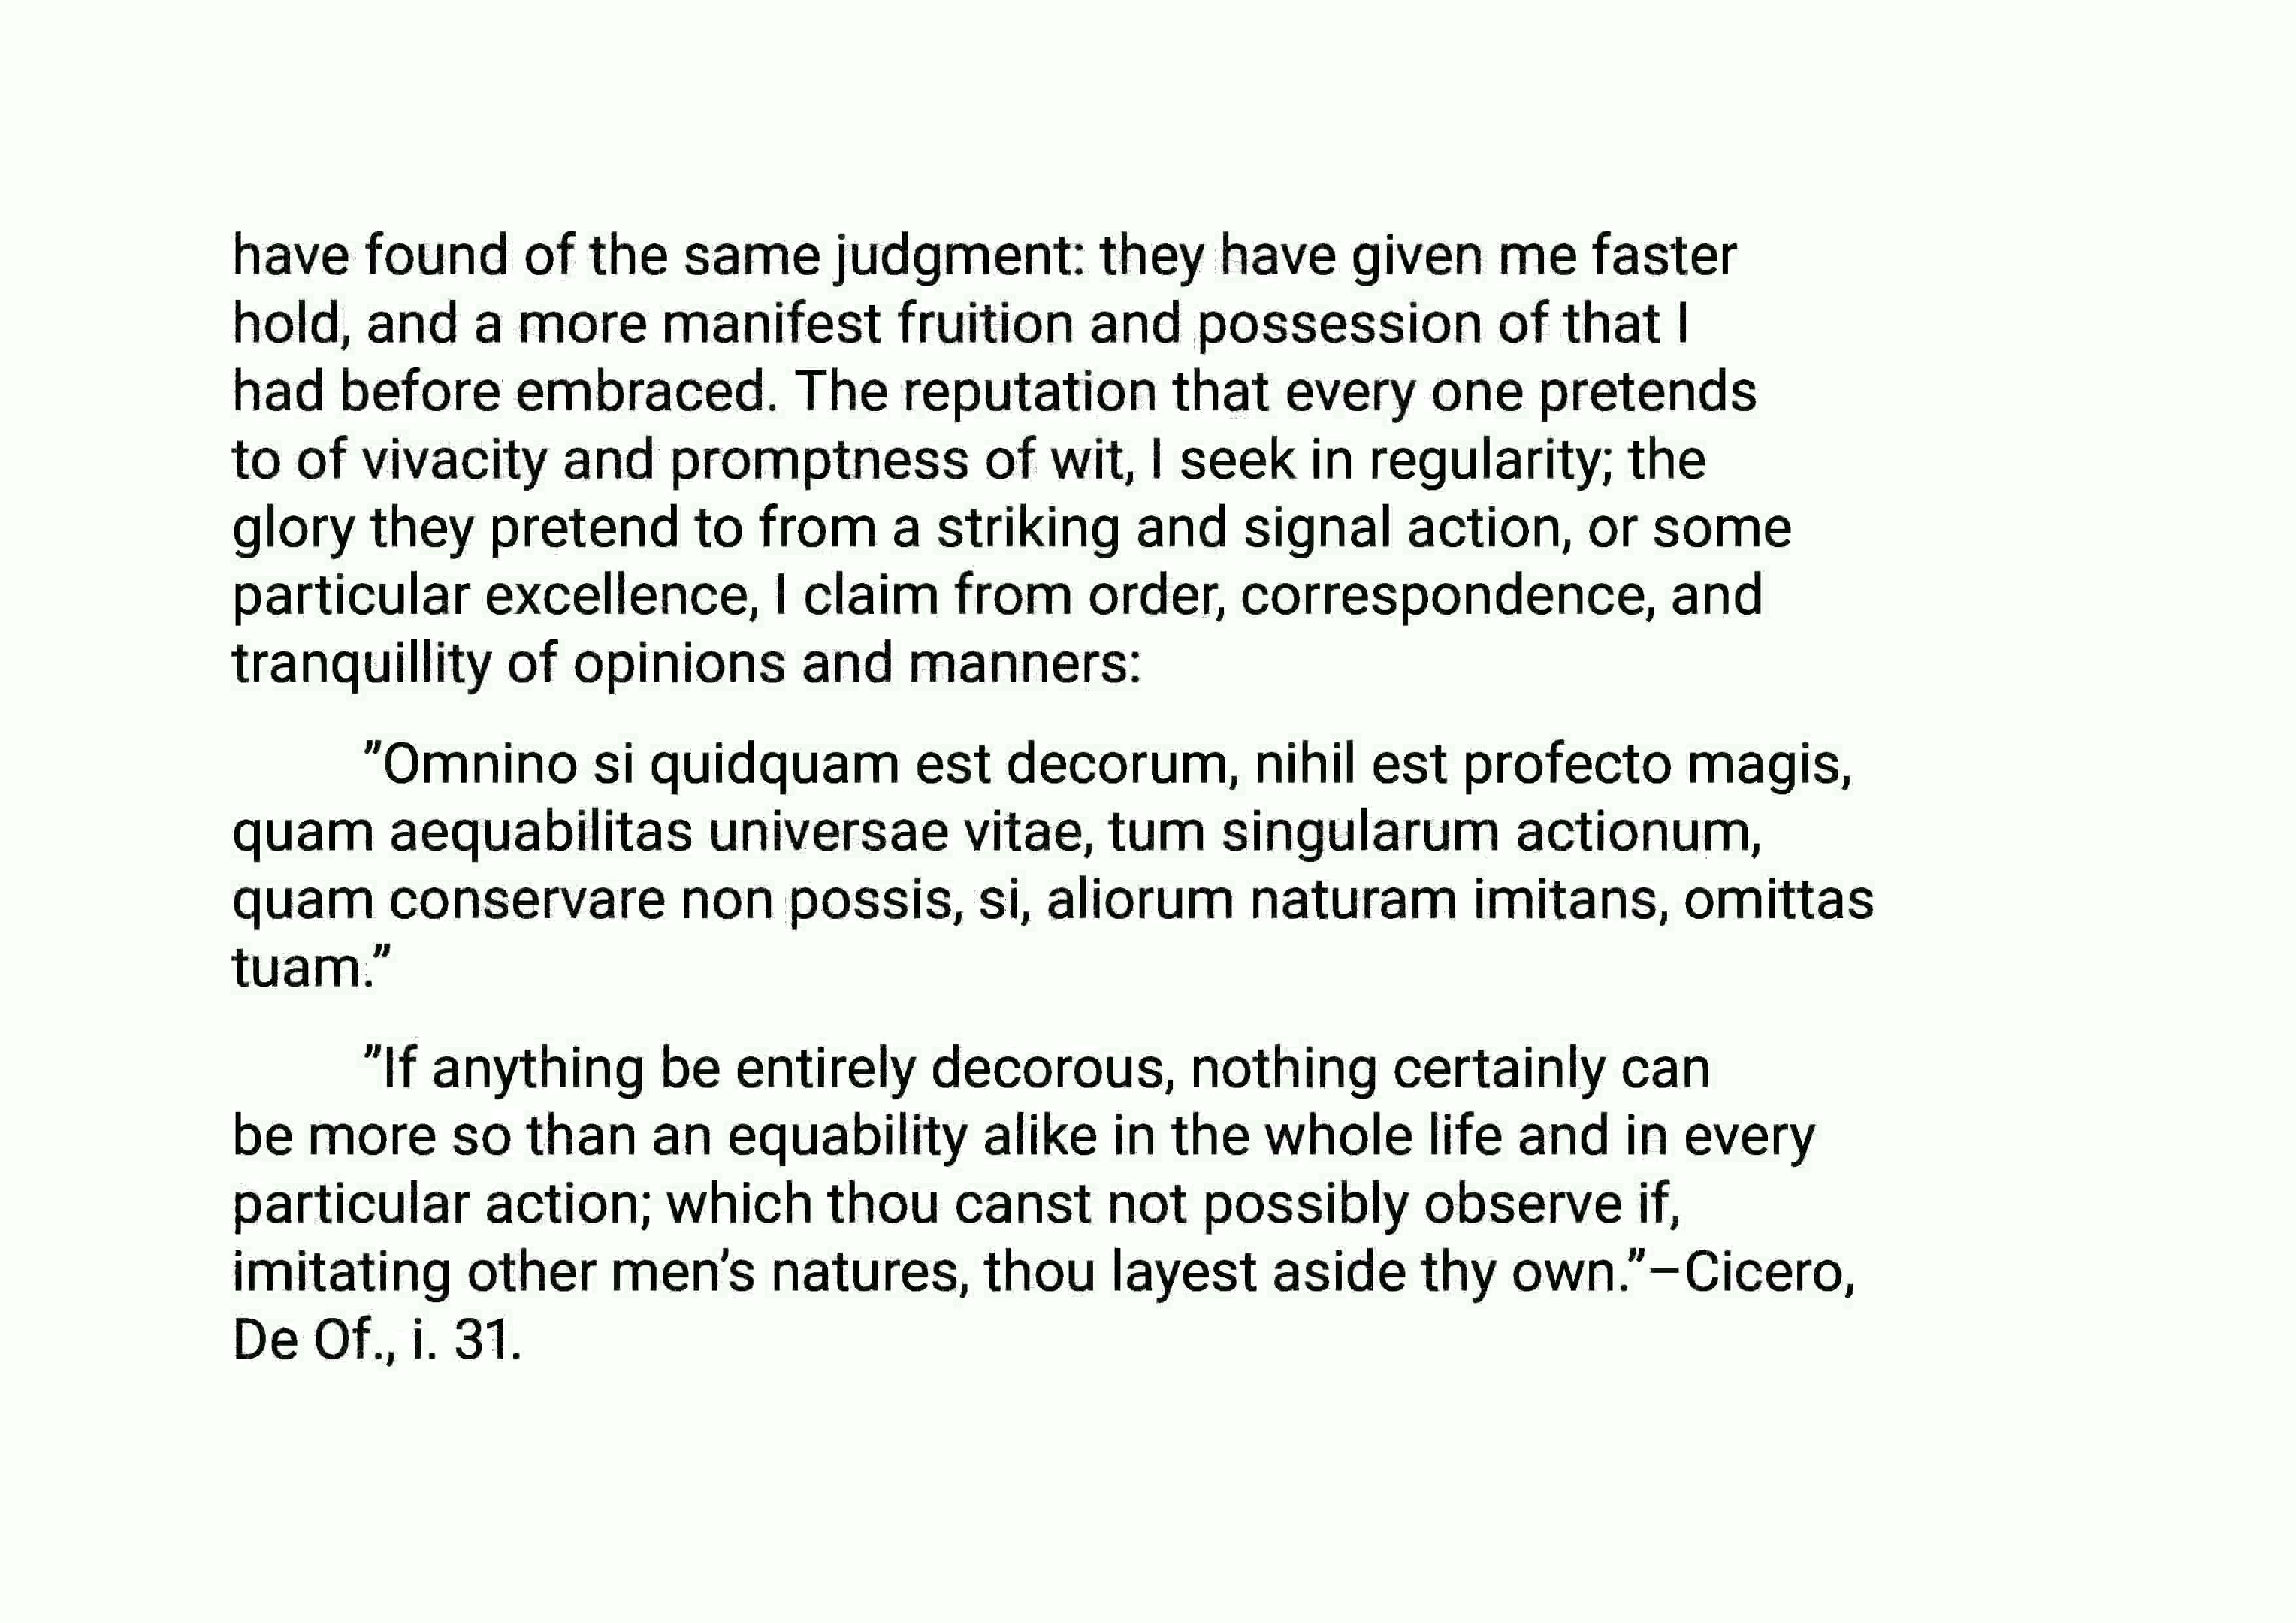 have found of the same judgment: they have given me faster
hold, and a more manifest fruition and possession of that I
had before embraced. The reputation that every one pretends
to of vivacity and promptness of wit, I seek in regularity; the
glory they pretend to from a striking and signal action, or some
particular excellence, I claim from order, correspondence, and
tranquillity of opinions and manners:
”Omnino si quidquam est decorum, nihil est profecto magis,
quam aequabilitas universae vitae, tum singularum actionum,
quam conservare non possis, si, aliorum naturam imitans, omittas
tuam.”
”If anything be entirely decorous, nothing certainly can
be more so than an equability alike in the whole life and in every
particular action; which thou canst not possibly observe if,
imitating other men’s natures, thou layest aside thy own.”–Cicero,
De Of., i. 31.